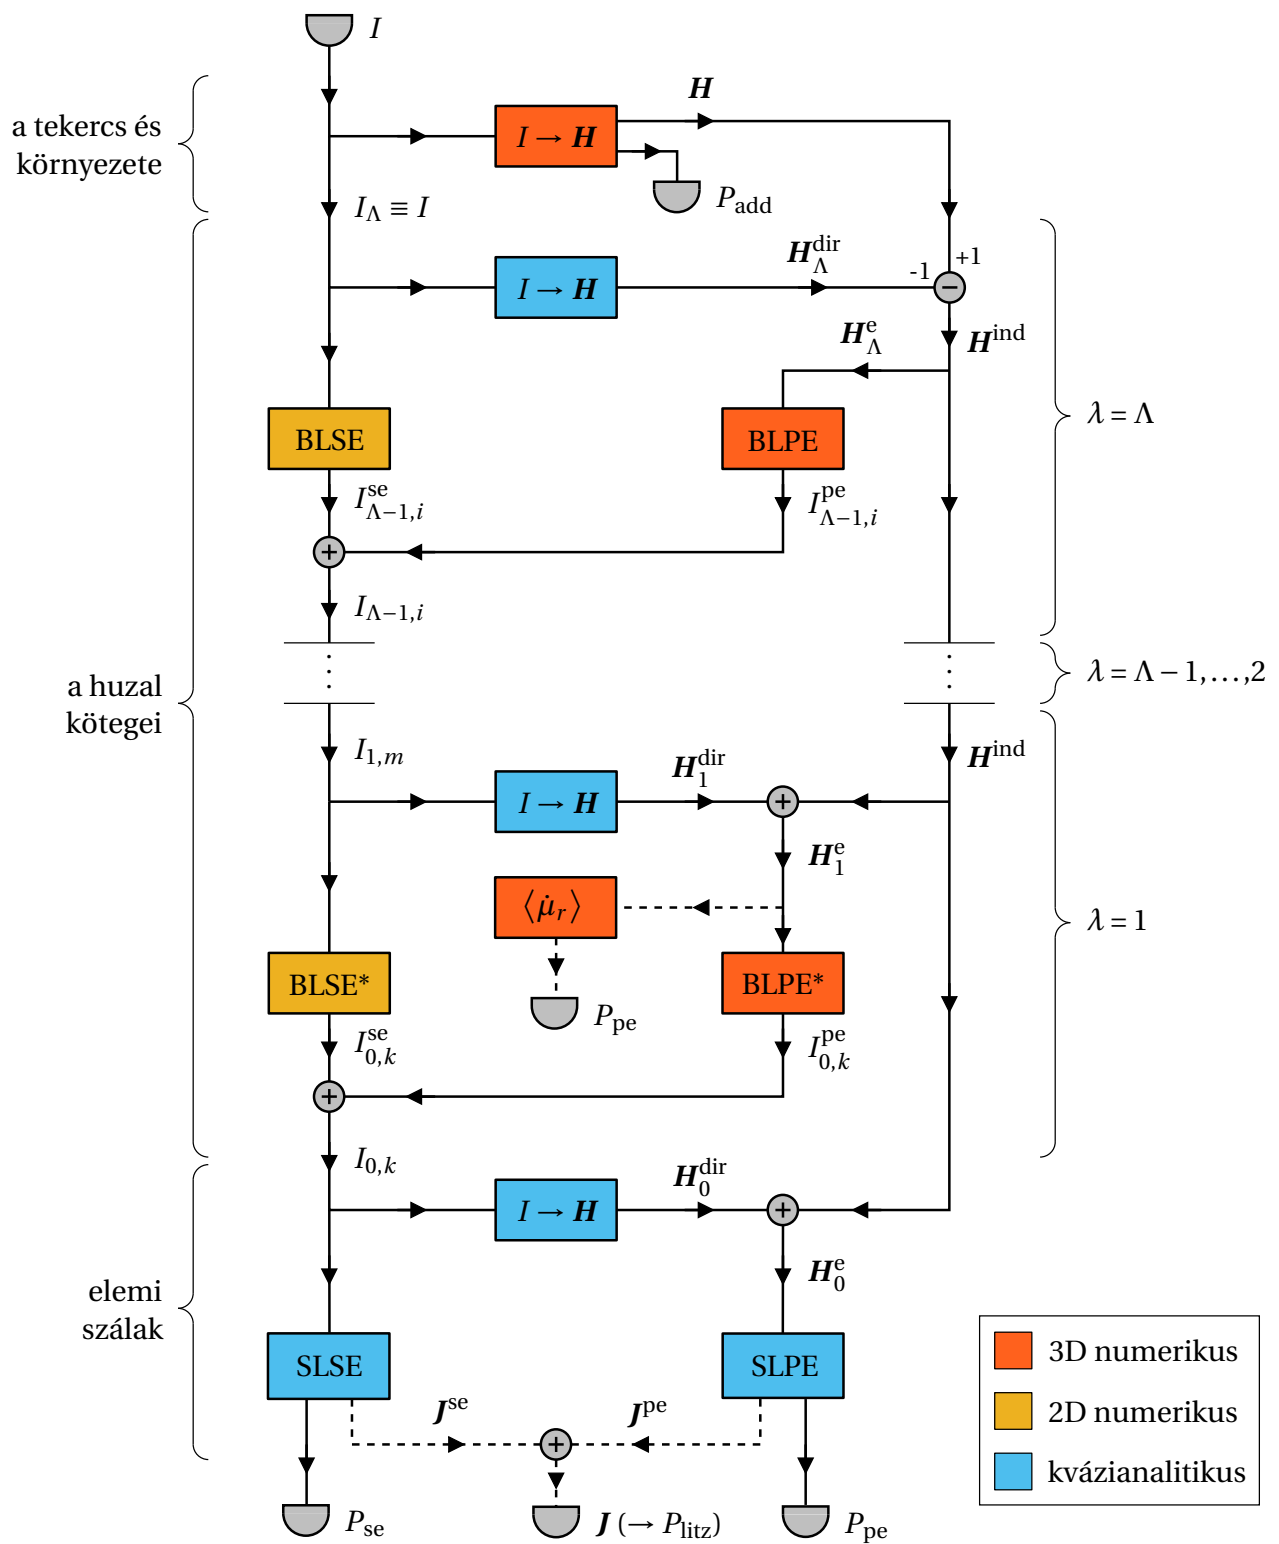 I
a tekercs és
környezete
H
I → H
P_add
I_Λ ≡ I
H_Λ^dir
I → H
-1
+1
−
H_Λ^e
H^ind
λ = Λ
BLSE
BLPE
I_{Λ−1,i}^se
I_{Λ−1,i}^pe
+
I_{Λ−1,i}
λ = Λ − 1,…,2
a huzal
kötegei
I_{1,m}
H_1^dir
H^ind
I → H
+
H_1^e
⟨μ̇_r⟩
λ = 1
BLSE*
BLPE*
P_pe
I_{0,k}^se
I_{0,k}^pe
+
I_{0,k}
H_0^dir
I → H
+
H_0^e
elemi
szálak
SLSE
SLPE
J^se
J^pe
+
P_se
J (→ P_litz)
P_pe
3D numerikus
2D numerikus
kvázianalitikus